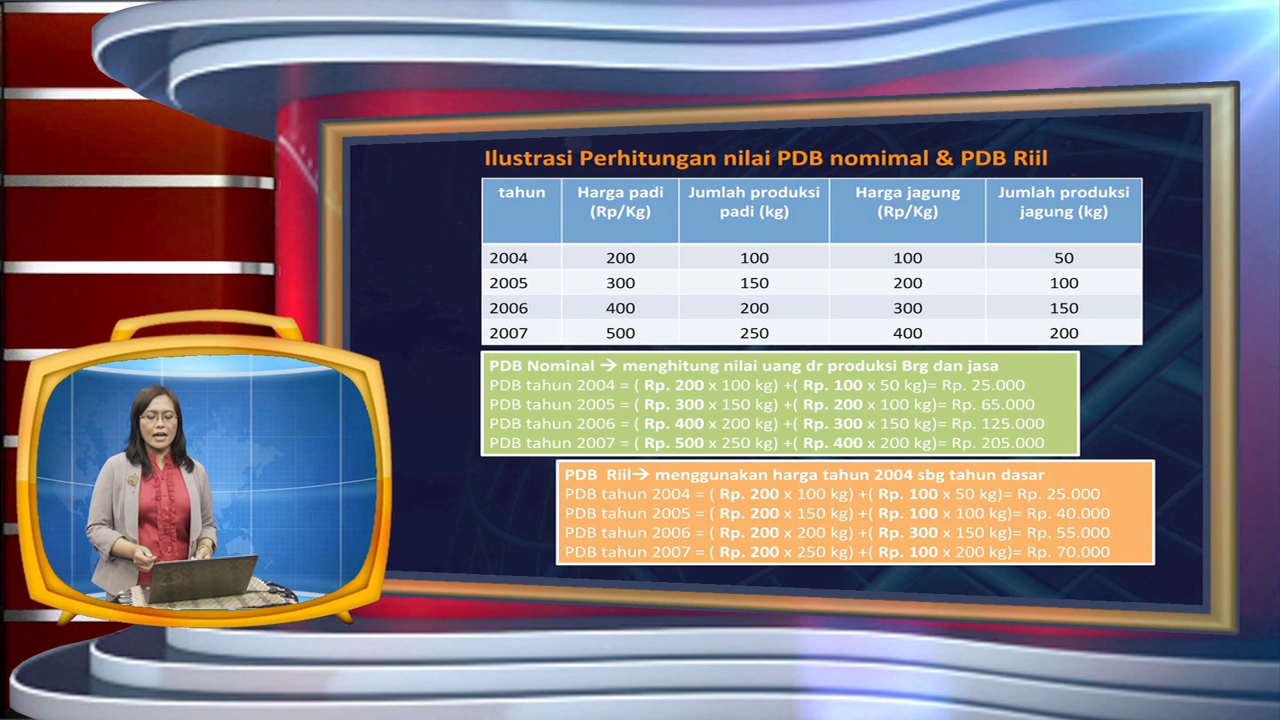 Ilustrasi Perhitungan nilai PDB nomimal & PDB Riil
tahun Harga padi (Rp/Kg) Jumlah produksi padi (kg) Harga jagung (Rp/Kg) Jumlah produksi jagung (kg)
2004 200 100 100 50
2005 300 150 200 100
2006 400 200 300 150
2007 500 250 400 200
PDB Nominal → menghitung nilai uang dr produksi Brg dan jasa
PDB tahun 2004 = ( Rp. 200 x 100 kg) +( Rp. 100 x 50 kg)= Rp. 25.000
PDB tahun 2005 = ( Rp. 300 x 150 kg) +( Rp. 200 x 100 kg)= Rp. 65.000
PDB tahun 2006 = ( Rp. 400 x 200 kg) +( Rp. 300 x 150 kg)= Rp. 125.000
PDB tahun 2007 = ( Rp. 500 x 250 kg) +( Rp. 400 x 200 kg)= Rp. 205.000
PDB  Riil→ menggunakan harga tahun 2004 sbg tahun dasar
PDB tahun 2004 = ( Rp. 200 x 100 kg) +( Rp. 100 x 50 kg)= Rp. 25.000
PDB tahun 2005 = ( Rp. 200 x 150 kg) +( Rp. 100 x 100 kg)= Rp. 40.000
PDB tahun 2006 = ( Rp. 200 x 200 kg) +( Rp. 300 x 150 kg)= Rp. 55.000
PDB tahun 2007 = ( Rp. 200 x 250 kg) +( Rp. 100 x 200 kg)= Rp. 70.000